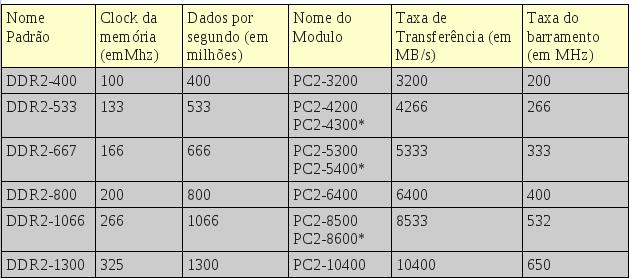 Nome Padrão | Clock da memória (emMhz) | Dados por segundo (em milhões) | Nome do Modulo | Taxa de Transferência (em MB/s) | Taxa do barramento (em MHz)
DDR2-400 | 100 | 400 | PC2-3200 | 3200 | 200
DDR2-533 | 133 | 533 | PC2-4200 PC2-4300* | 4266 | 266
DDR2-667 | 166 | 666 | PC2-5300 PC2-5400* | 5333 | 333
DDR2-800 | 200 | 800 | PC2-6400 | 6400 | 400
DDR2-1066 | 266 | 1066 | PC2-8500 PC2-8600* | 8533 | 532
DDR2-1300 | 325 | 1300 | PC2-10400 | 10400 | 650